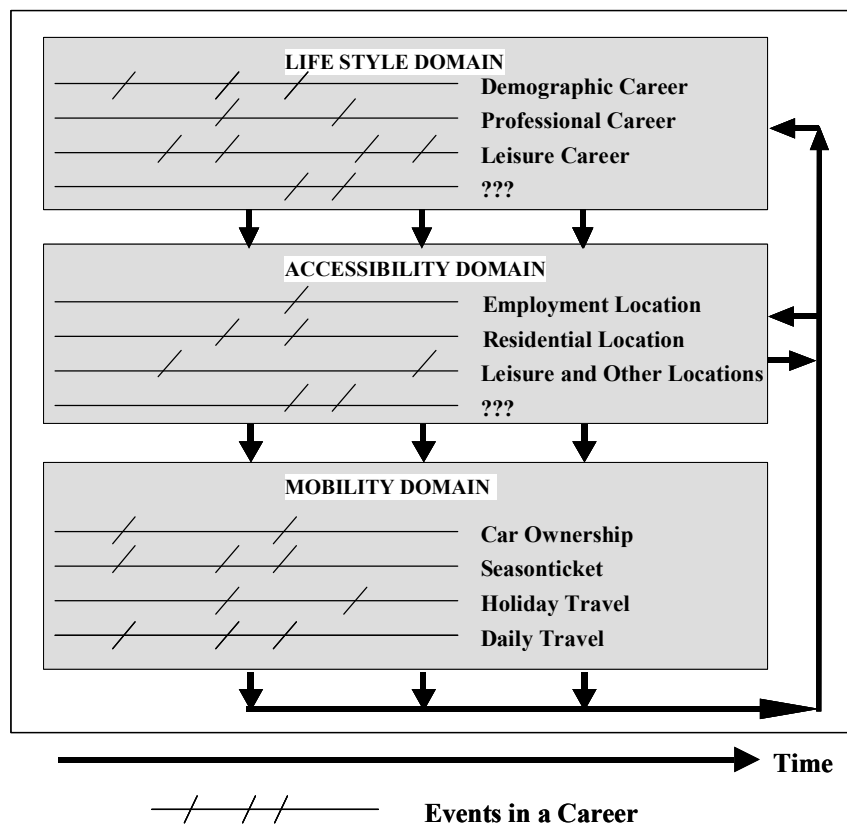 LIFE STYLE DOMAIN
Demographic Career
Professional Career
Leisure Career
???
ACCESSIBILITY DOMAIN
Employment Location
Residential Location
Leisure and Other Locations
???
MOBILITY DOMAIN
Car Ownership
Seasonticket
Holiday Travel
Daily Travel
Time
Events in a Career